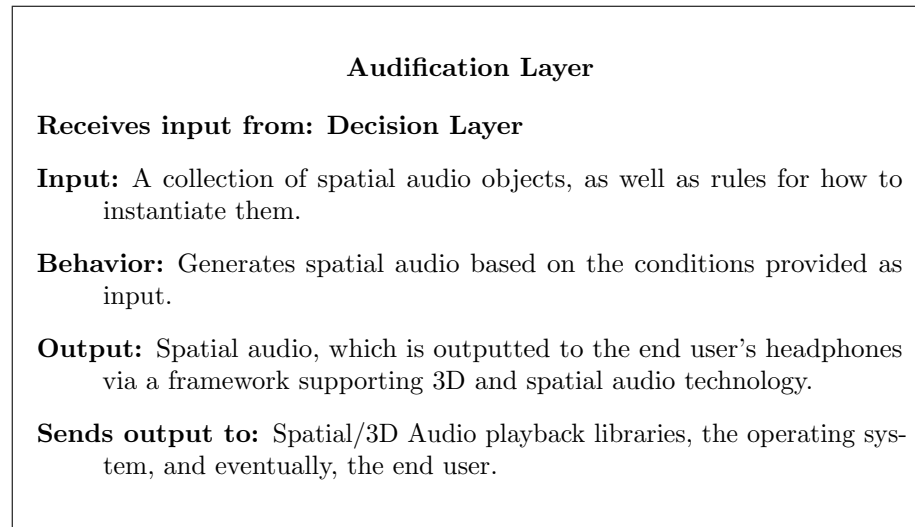 Audification Layer
Receives input from: Decision Layer
Input: A collection of spatial audio objects, as well as rules for how to
instantiate them.
Behavior: Generates spatial audio based on the conditions provided as
input.
Output: Spatial audio, which is outputted to the end user's headphones
via a framework supporting 3D and spatial audio technology.
Sends output to: Spatial/3D Audio playback libraries, the operating sys-
tem, and eventually, the end user.